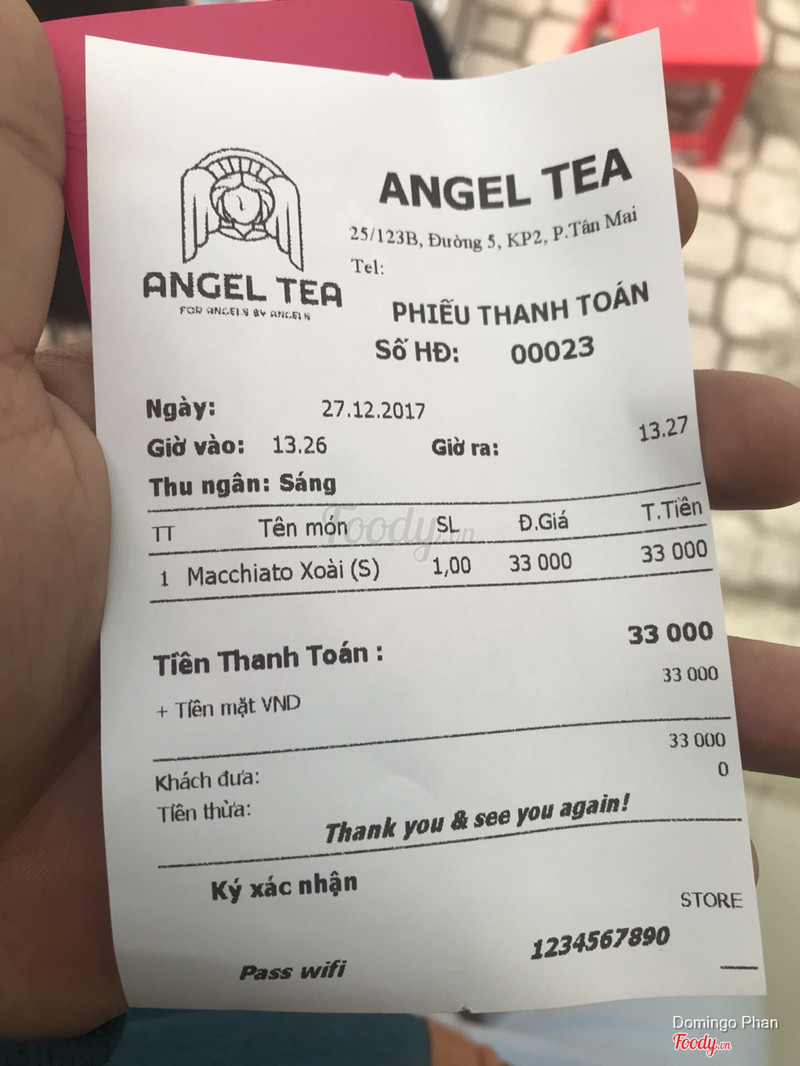 ANGEL TEA
FOR ANGELS BY ANGELS
ANGEL TEA
25/123B, Đường 5, KP2, P.Tân Mai
Tel:
PHIẾU THANH TOÁN
Số HĐ: 00023
Ngày: 27.12.2017
Giờ vào: 13.26 Giờ ra: 13.27
Thu ngân: Sáng
TT Tên món SL Đ.Giá T.Tiền
1 Macchiato Xoài (S) 1,00 33 000 33 000
Tiền Thanh Toán : 33 000
+ Tiền mặt VND 33 000
Khách đưa: 33 000
Tiền thừa: 0
Thank you & see you again!
Ký xác nhận
STORE
Pass wifi 1234567890
Foody.vn
Domingo Phan
Foody.vn